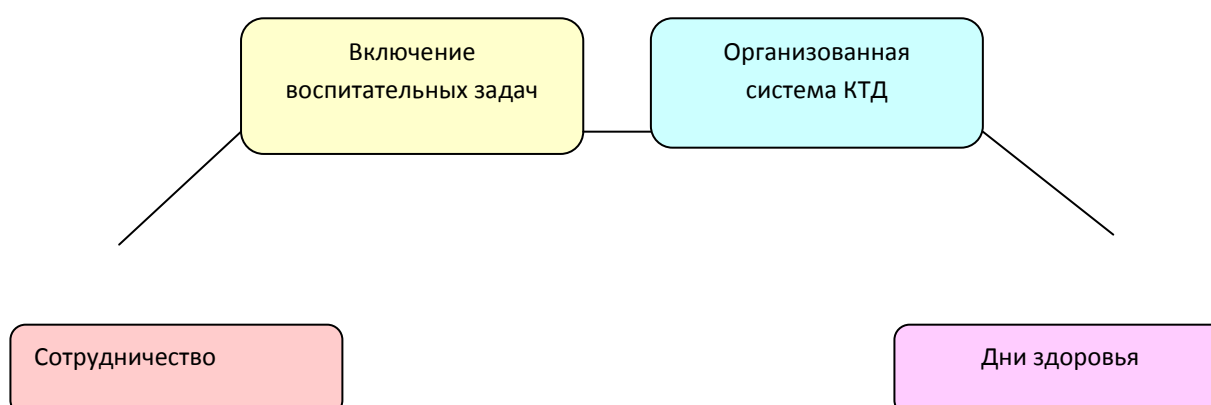 Включение
воспитательных задач
Организованная
система КТД
Сотрудничество
Дни здоровья